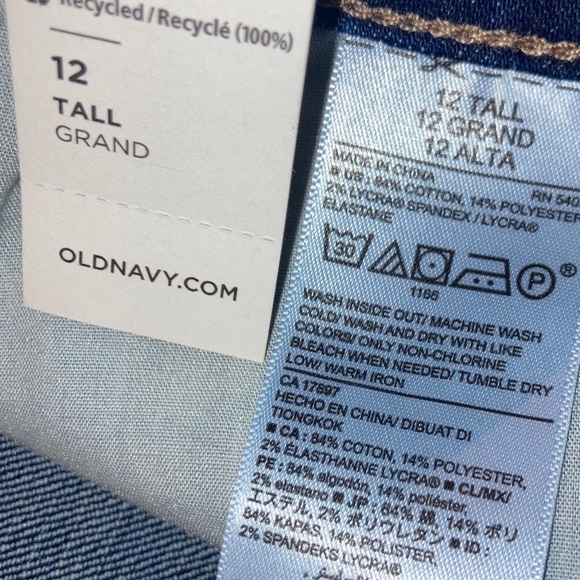 Recycled / Recyclé (100%)
12
TALL
GRAND
OLDNAVY.COM
12 TALL
12 GRAND
12 ALTA
MADE IN CHINA
RN 540
■ US : 84% COTTON, 14% POLYESTER,
2% LYCRA® SPANDEX / LYCRA®
ELASTANE
30
P
®
1166
WASH INSIDE OUT/ MACHINE WASH
COLD/ WASH AND DRY WITH LIKE
COLORS/ ONLY NON-CHLORINE
BLEACH WHEN NEEDED/ TUMBLE DRY
LOW/ WARM IRON
CA 17897
HECHO EN CHINA/ DIBUAT DI
TIONGKOK
■ CA : 84% COTON, 14% POLYESTER,
2% ÉLASTHANNE LYCRA® ■ CL/MX/
PE : 84% algodón, 14% poliéster,
2% elastano ■ JP : 84% 綿, 14% ポリ
エステル, 2% ポリウレタン ■ ID :
84% KAPAS, 14% POLIESTER,
2% SPANDEKS LYCRA®